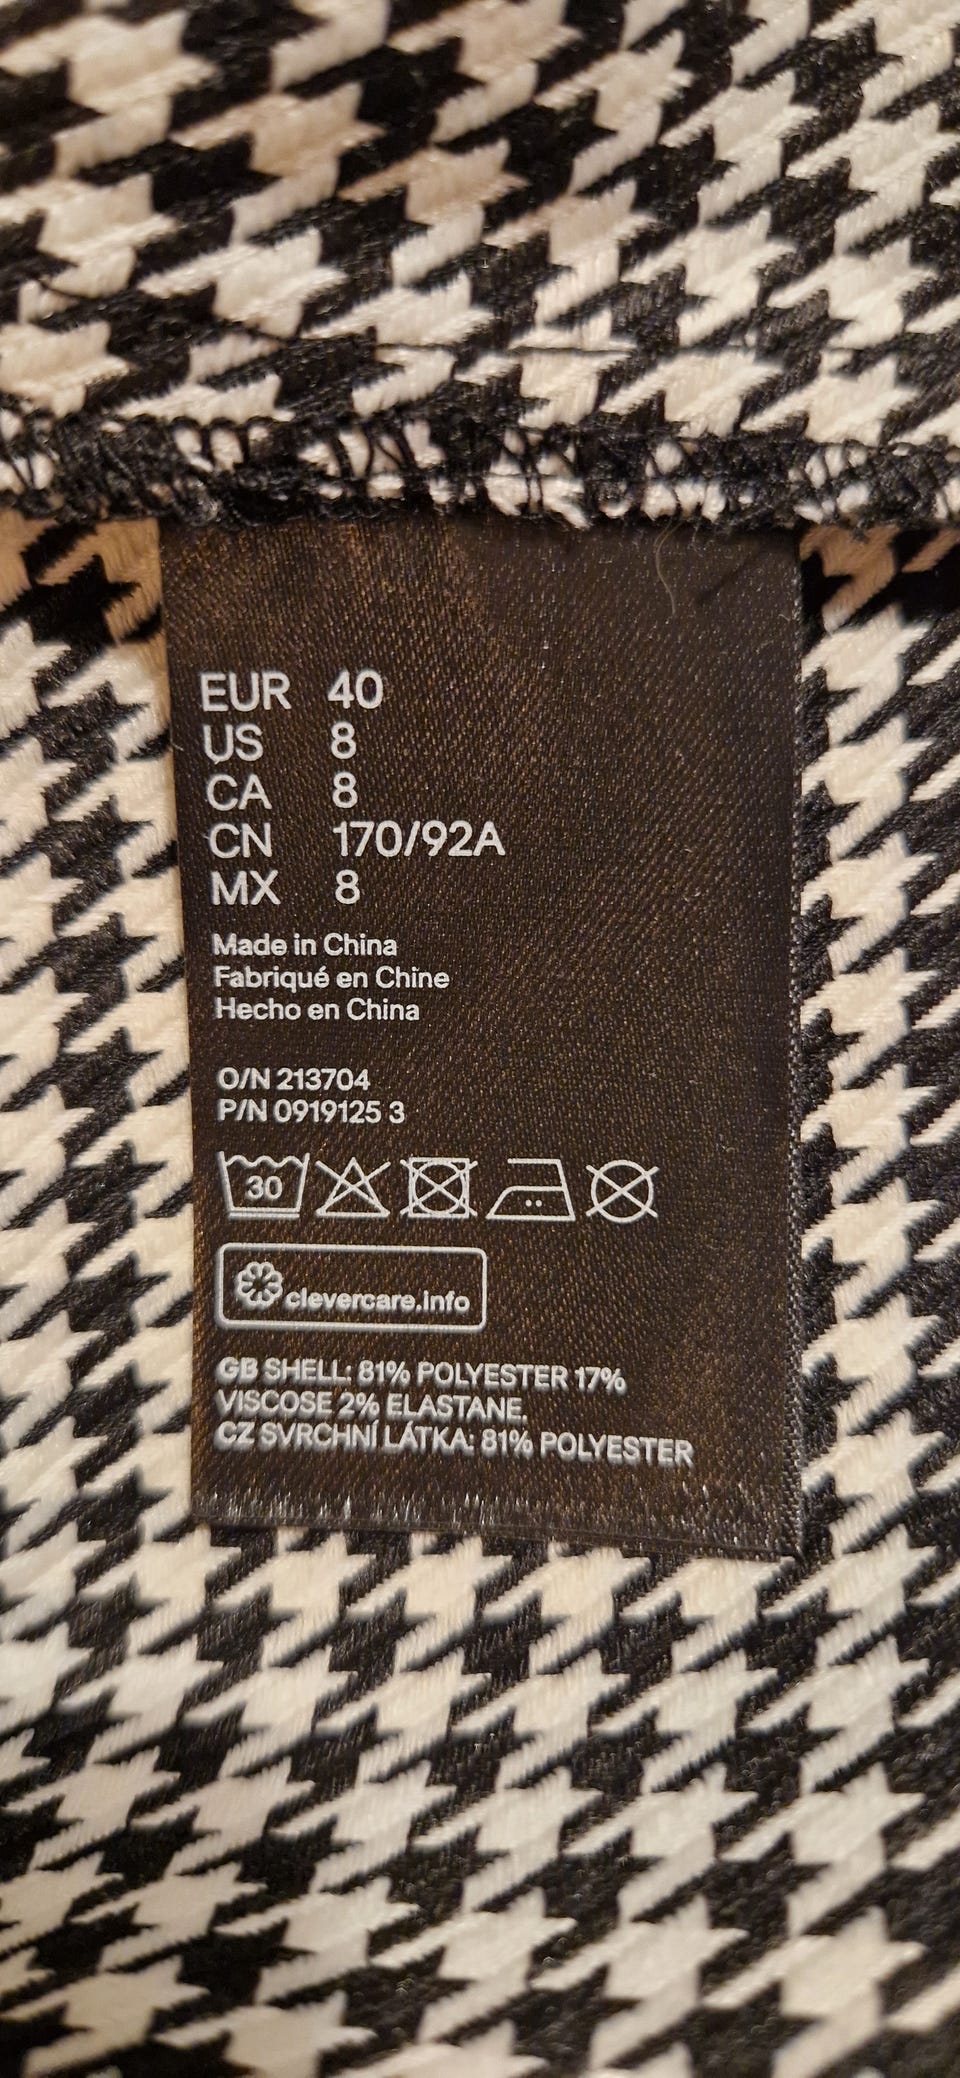 EUR 40
US 8
CA 8
CN 170/92A
MX 8
Made in China
Fabriqué en Chine
Hecho en China
O/N 213704
P/N 0919125 3
30
clevercare.info
GB SHELL: 81% POLYESTER 17%
VISCOSE 2% ELASTANE.
CZ SVRCHNÍ LÁTKA: 81% POLYESTER